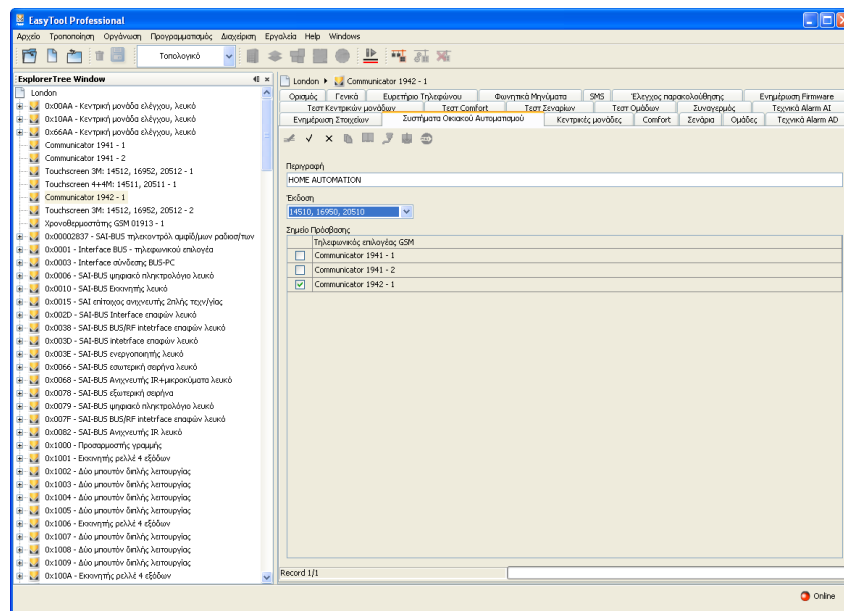 EasyTool Professional
Αρχείο Τροποποίηση Οργάνωση Προγραμματισμός Διαχείριση Εργαλεία Help Windows
Τοπολογικό
ExplorerTree Window
London
0x00AA - Κεντρική μονάδα ελέγχου, λευκό
0x10AA - Κεντρική μονάδα ελέγχου, λευκό
0x66AA - Κεντρική μονάδα ελέγχου, λευκό
Communicator 1941 - 1
Communicator 1941 - 2
Touchscreen 3M: 14512, 16952, 20512 - 1
Touchscreen 4+4M: 14511, 20511 - 1
Communicator 1942 - 1
Touchscreen 3M: 14512, 16952, 20512 - 2
Χρονοθερμοστάτης GSM 01913 - 1
0x00002837 - SAI-BUS τηλεκοντρόλ αμφίδ/μων ραδιοσ/των
0x0001 - Interface BUS - τηλεφωνικού επιλογέα
0x0003 - Interface σύνδεσης BUS-PC
0x0006 - SAI-BUS ψηφιακό πληκτρολόγιο λευκό
0x0010 - SAI-BUS Εκκινητής λευκό
0x0015 - SAI επίτοιχος ανιχνευτής 2πλής τεχν/γίας
0x002D - SAI-BUS Interface επαφών λευκό
0x0038 - SAI-BUS BUS/RF intetrface επαφών λευκό
0x003D - SAI-BUS intetrface επαφών λευκό
0x003E - SAI-BUS ενεργοποιητής λευκό
0x0066 - SAI-BUS εσωτερική σειρήνα λευκό
0x0068 - SAI-BUS Ανιχνευτής IR+μικροκύματα λευκό
0x0078 - SAI-BUS εξωτερική σειρήνα
0x0079 - SAI-BUS ψηφιακό πληκτρολόγιο λευκό
0x007F - SAI-BUS BUS/RF intetrface επαφών λευκό
0x0082 - SAI-BUS Ανιχνευτής IR λευκό
0x1000 - Προσαρμοστής γραμμής
0x1001 - Εκκινητής ρελλέ 4 εξόδων
0x1002 - Δύο μπουτόν διπλής λειτουργίας
0x1003 - Δύο μπουτόν διπλής λειτουργίας
0x1004 - Δύο μπουτόν διπλής λειτουργίας
0x1005 - Δύο μπουτόν διπλής λειτουργίας
0x1006 - Εκκινητής ρελλέ 4 εξόδων
0x1007 - Δύο μπουτόν διπλής λειτουργίας
0x1008 - Δύο μπουτόν διπλής λειτουργίας
0x1009 - Δύο μπουτόν διπλής λειτουργίας
0x100A - Εκκινητής ρελλέ 4 εξόδων
London Communicator 1942 - 1
Ορισμός Γενικά Ευρετήριο Τηλεφώνου Φωνητικά Μηνύματα SMS Έλεγχος παρακολούθησης Ενημέρωση Firmware
Τεστ Κεντρικών μονάδων Τεστ Comfort Τεστ Σεναρίων Τεστ Ομάδων Συναγερμός Τεχνικά Alarm AI
Ενημέρωση Στοιχείων Συστήματα Οικιακού Αυτοματισμού Κεντρικές μονάδες Comfort Σενάρια Ομάδες Τεχνικά Alarm AD
Περιγραφή
HOME AUTOMATION
Έκδοση
14510, 16950, 20510
Σημείο Πρόσβασης
Τηλεφωνικός επιλογέας GSM
Communicator 1941 - 1
Communicator 1941 - 2
Communicator 1942 - 1
Record 1/1
Online